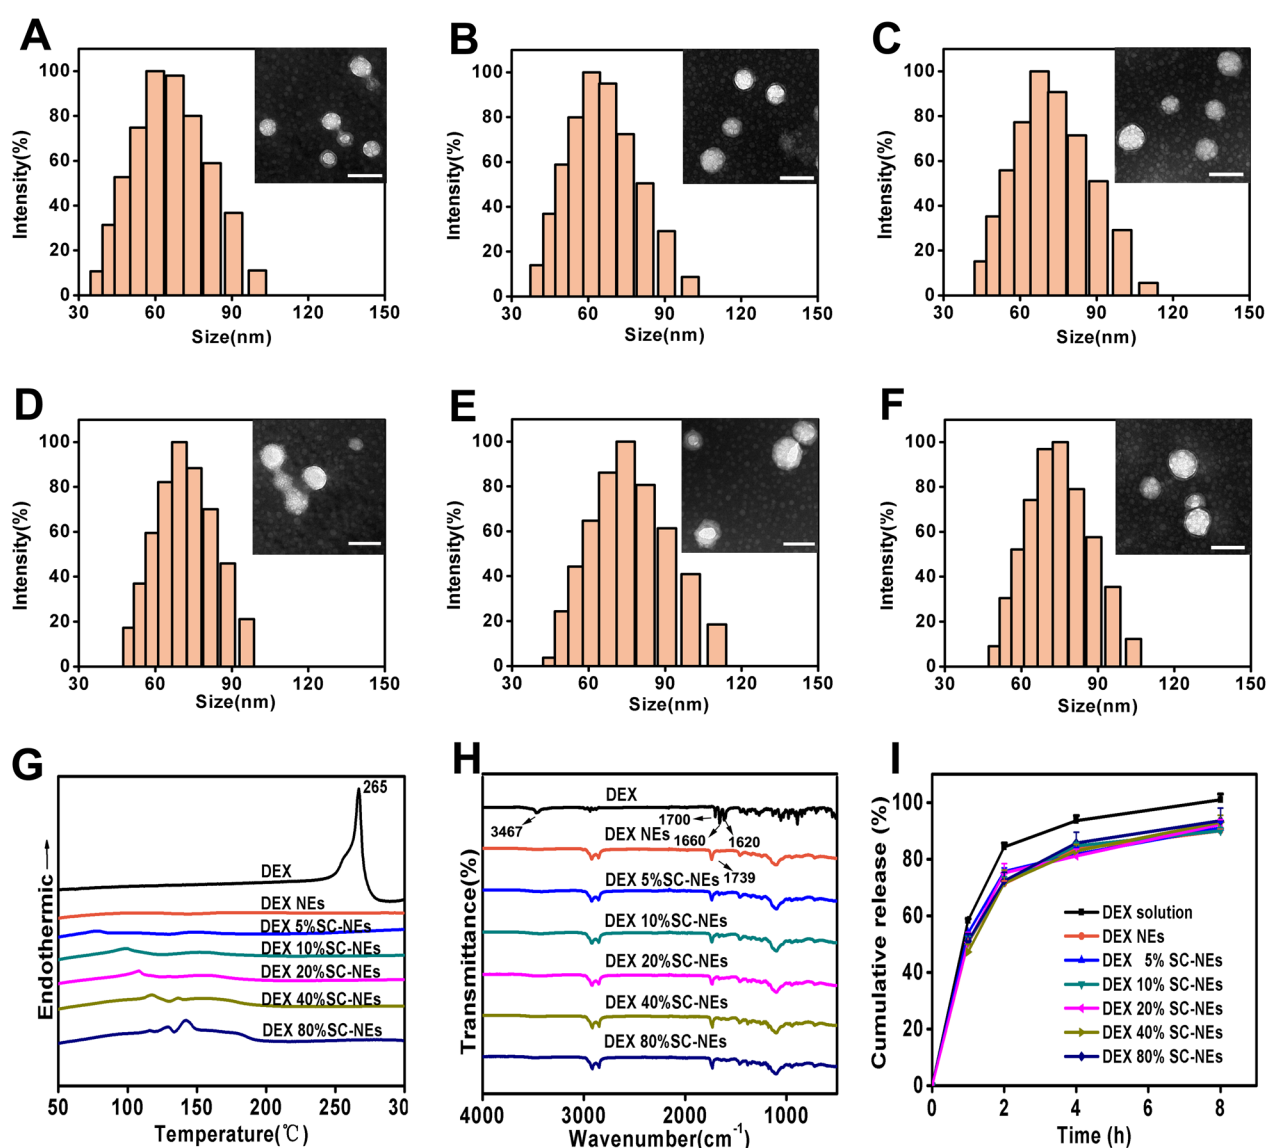 A
Intensity(%)
100
80
60
40
20
0
30 60 90 120 150
Size(nm)
B
Intensity(%)
100
80
60
40
20
0
30 60 90 120 150
Size(nm)
C
Intensity(%)
100
80
60
40
20
0
30 60 90 120 150
Size(nm)
D
Intensity(%)
100
80
60
40
20
0
30 60 90 120 150
Size(nm)
E
Intensity(%)
100
80
60
40
20
0
30 60 90 120 150
Size(nm)
F
Intensity(%)
100
80
60
40
20
0
30 60 90 120 150
Size(nm)
G
Endothermic
265
DEX
DEX NEs
DEX 5%SC-NEs
DEX 10%SC-NEs
DEX 20%SC-NEs
DEX 40%SC-NEs
DEX 80%SC-NEs
50 100 150 200 250 30
Temperature(℃)
H
Transmittance(%)
DEX
3467
1700
1660
1620
DEX NEs
1739
DEX 5%SC-NEs
DEX 10%SC-NEs
DEX 20%SC-NEs
DEX 40%SC-NEs
DEX 80%SC-NEs
4000 3000 2000 1000
Wavenumber(cm-1)
I
Cumulative release (%)
100
80
60
40
20
0
DEX solution
DEX NEs
DEX 5% SC-NEs
DEX 10% SC-NEs
DEX 20% SC-NEs
DEX 40% SC-NEs
DEX 80% SC-NEs
0 2 4 6 8
Time (h)